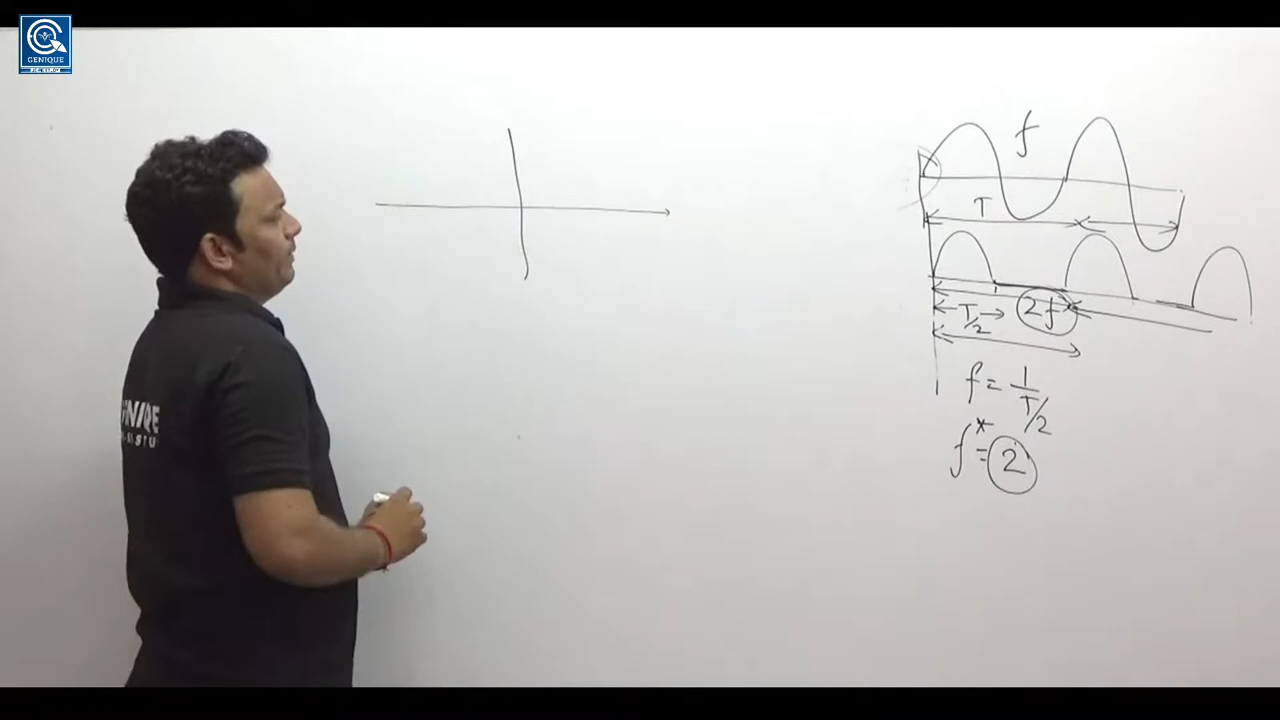 GENIQUE
f
T
T/2
2f
f = 1
T/2
f* = 2